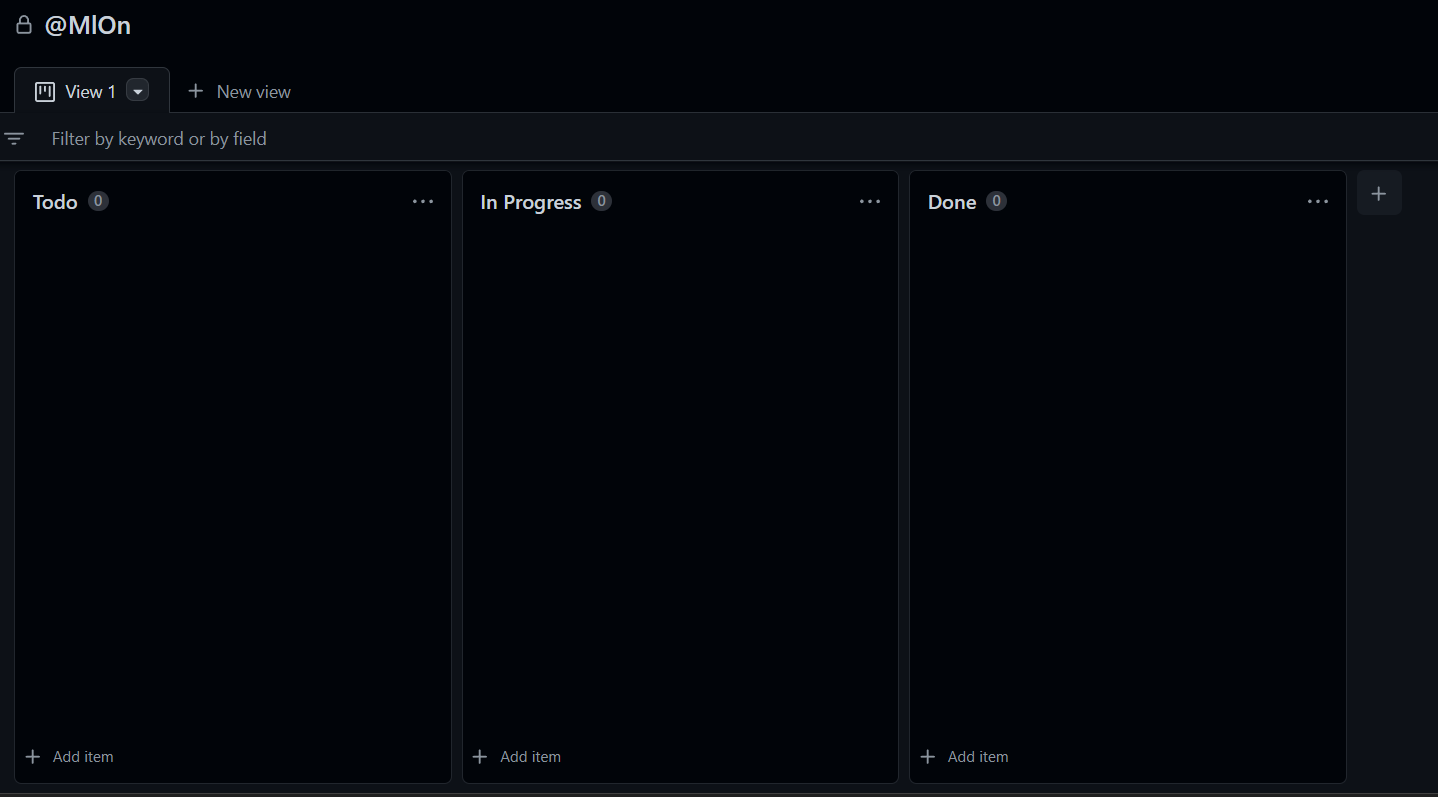 @MlOn
View 1
New view
Filter by keyword or by field
Todo 0
In Progress 0
Done 0
Add item
Add item
Add item